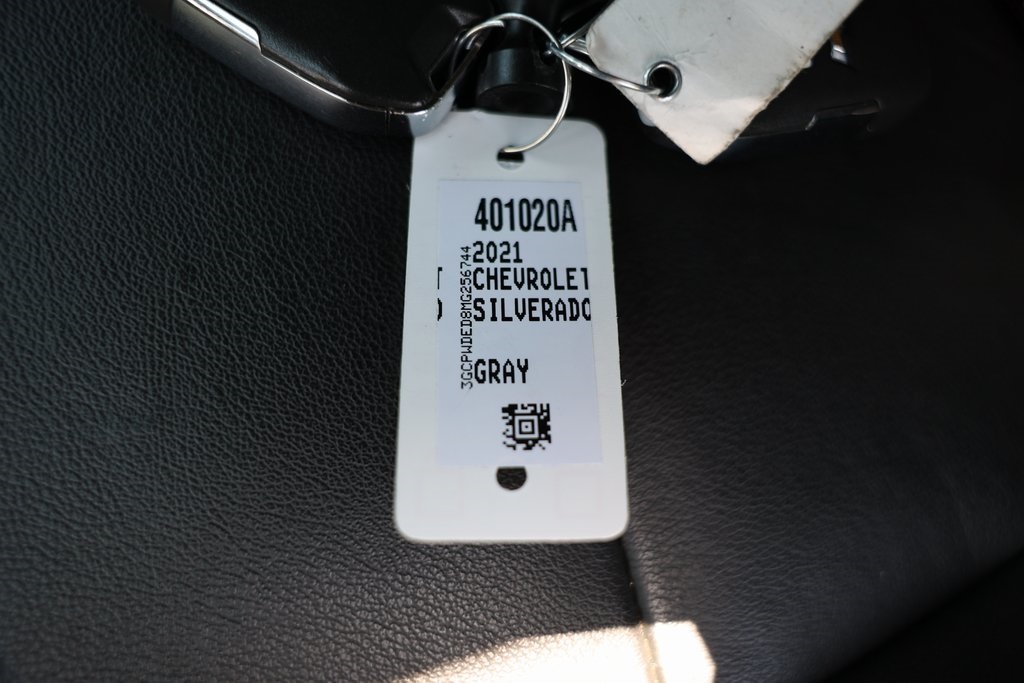 401020A
2021
CHEVROLET
SILVERADO
GRAY
3GCPWDED8MG256744